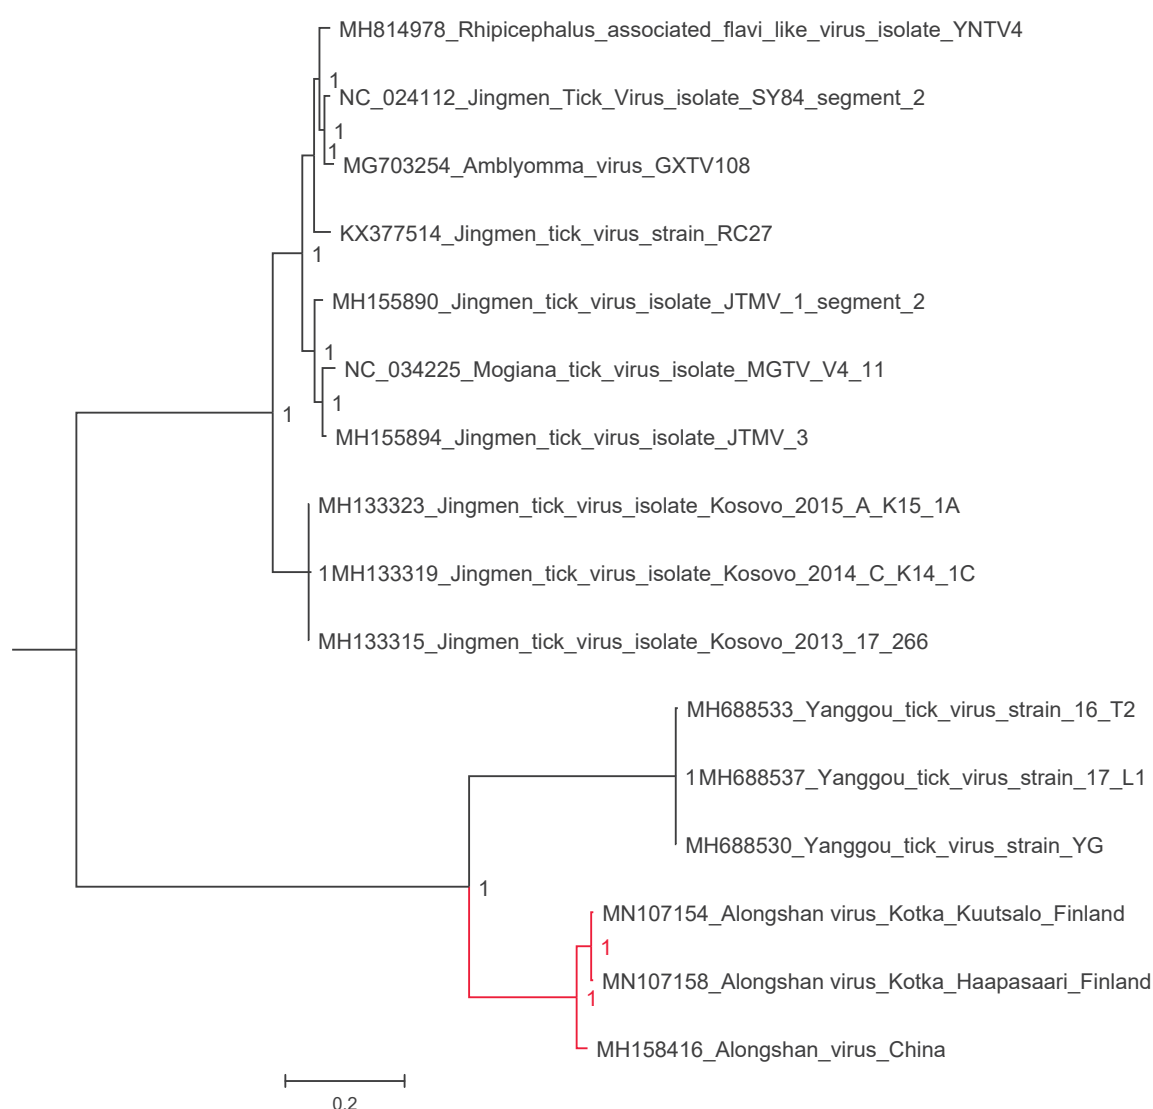 MH814978_Rhipicephalus_associated_flavi_like_virus_isolate_YNTV4
1
NC_024112_Jingmen_Tick_Virus_isolate_SY84_segment_2
1
1
MG703254_Amblyomma_virus_GXTV108
KX377514_Jingmen_tick_virus_strain_RC27
1
MH155890_Jingmen_tick_virus_isolate_JTMV_1_segment_2
1
NC_034225_Mogiana_tick_virus_isolate_MGTV_V4_11
1
1
MH155894_Jingmen_tick_virus_isolate_JTMV_3
MH133323_Jingmen_tick_virus_isolate_Kosovo_2015_A_K15_1A
1MH133319_Jingmen_tick_virus_isolate_Kosovo_2014_C_K14_1C
MH133315_Jingmen_tick_virus_isolate_Kosovo_2013_17_266
MH688533_Yanggou_tick_virus_strain_16_T2
1MH688537_Yanggou_tick_virus_strain_17_L1
MH688530_Yanggou_tick_virus_strain_YG
1
MN107154_Alongshan virus_Kotka_Kuutsalo_Finland
1
MN107158_Alongshan virus_Kotka_Haapasaari_Finland
1
MH158416_Alongshan_virus_China
0.2